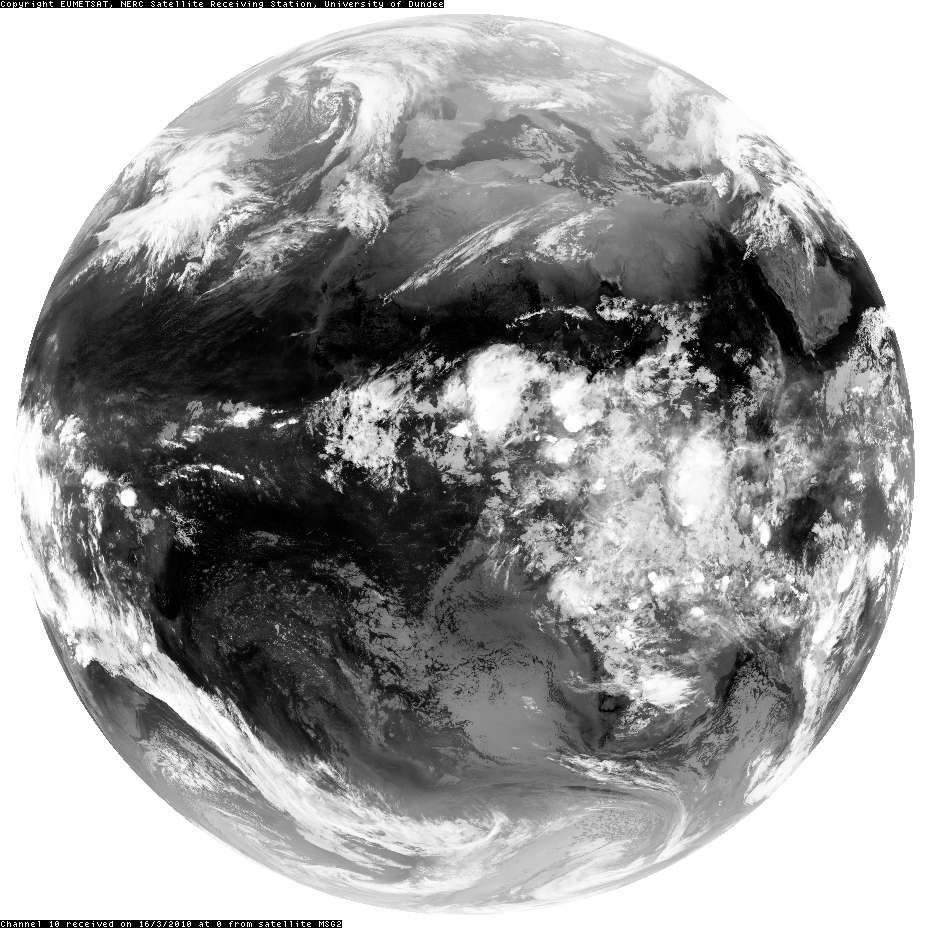 Copyright EUMETSAT, NERC Satellite Receiving Station, University of Dundee
Channel 10 received on 16/3/2010 at 0 from satellite MSG2